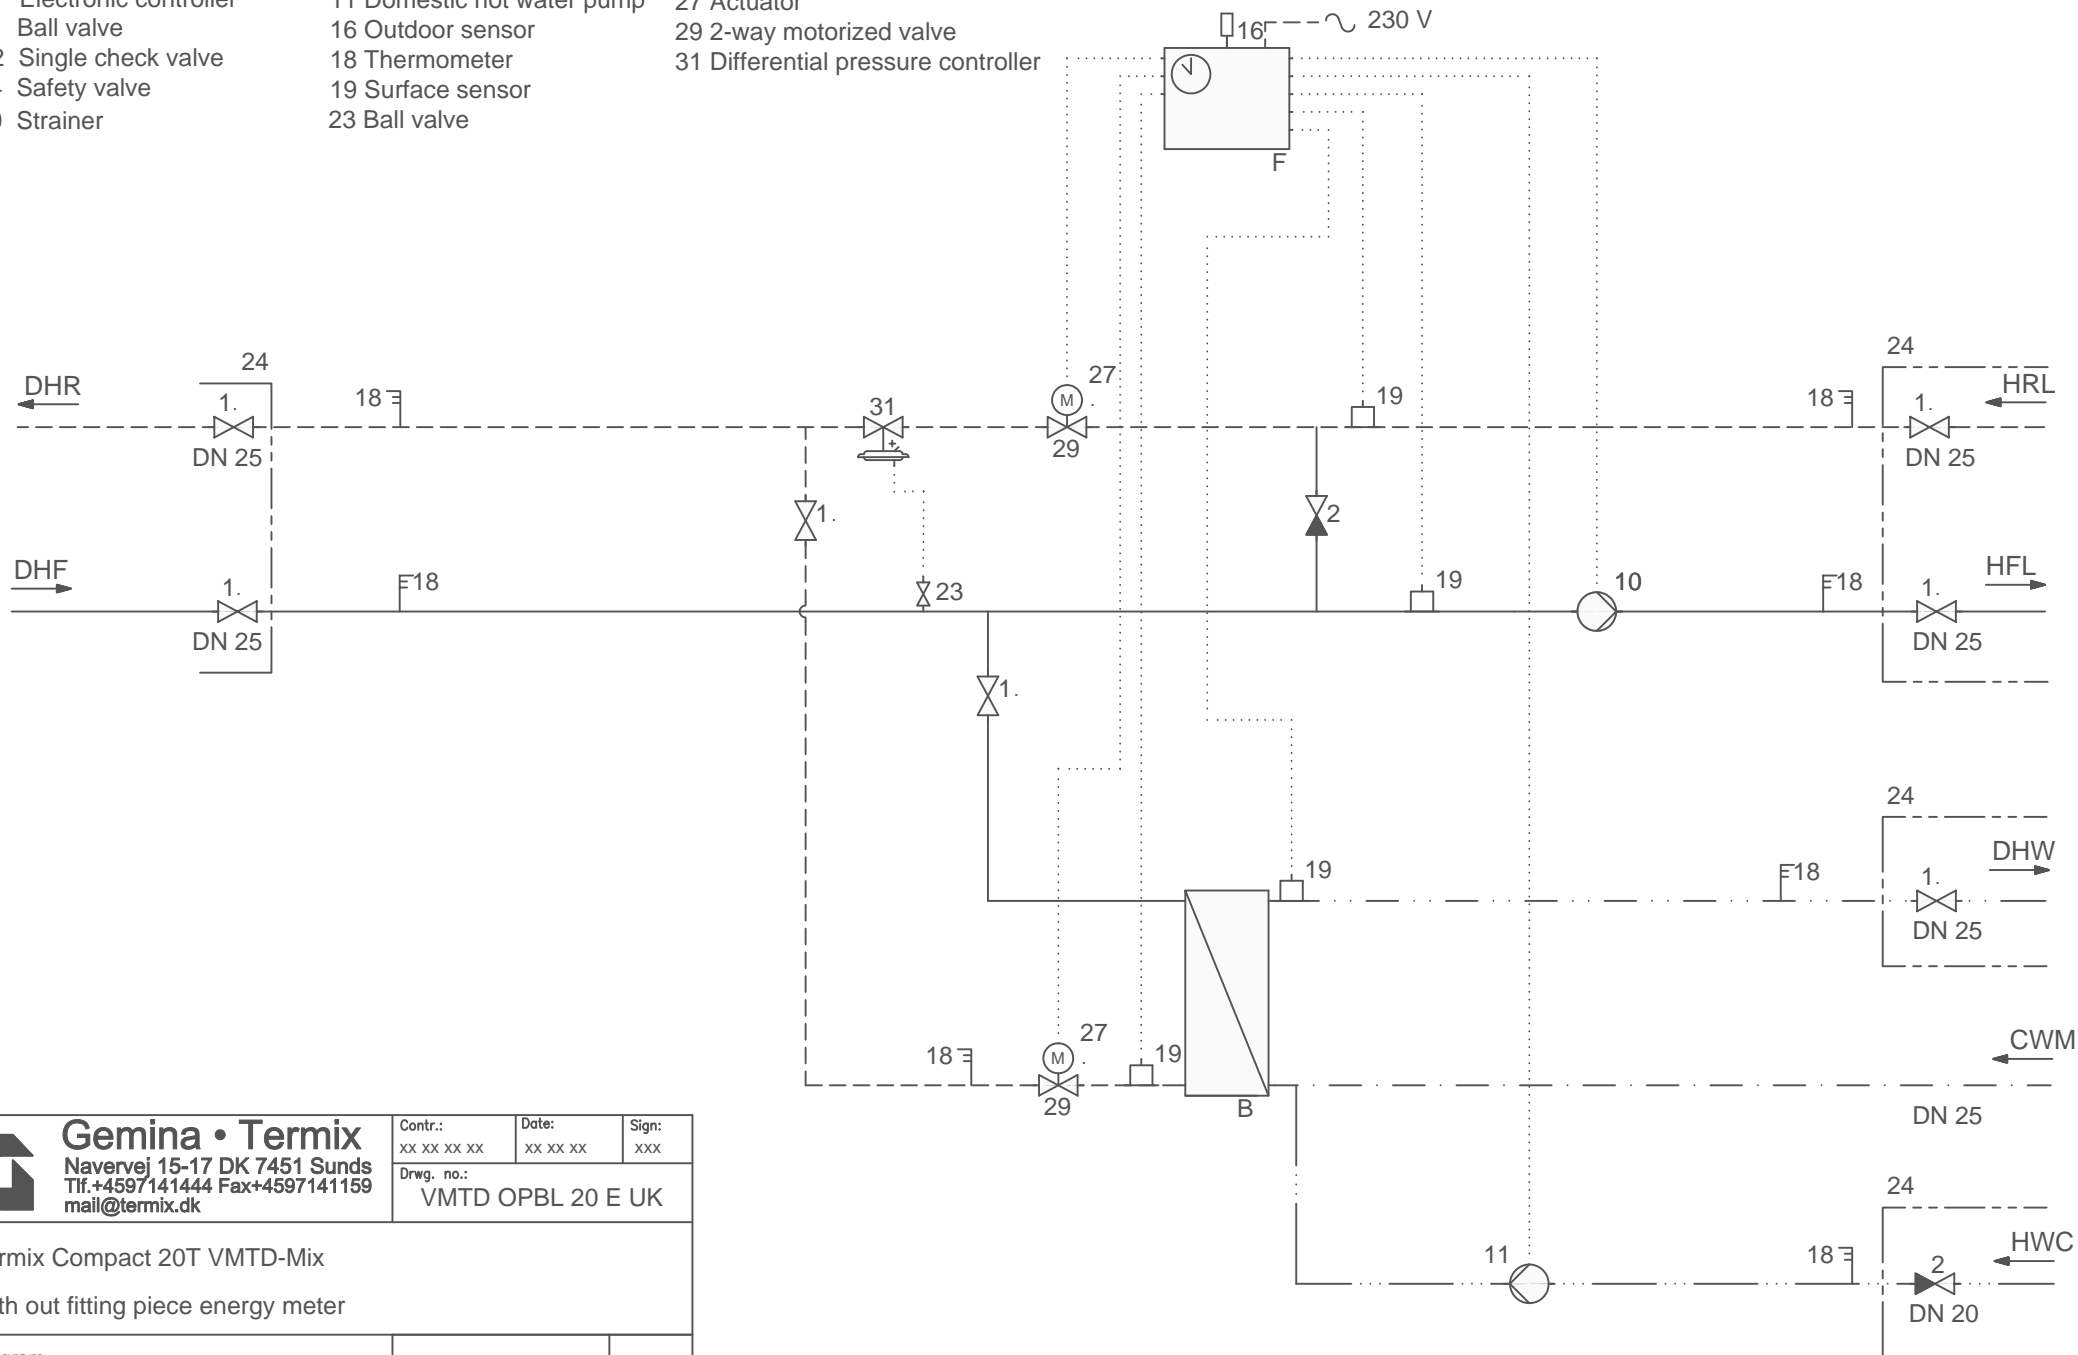 Electronic controller
11 Domestic hot water pump
27 Actuator
Ball valve
16 Outdoor sensor
29 2-way motorized valve
2 Single check valve
18 Thermometer
31 Differential pressure controller
Safety valve
19 Surface sensor
Strainer
23 Ball valve
16
230 V
F
24
DHR
1.
DN 25
18
31
27
M
29
19
24
HRL
18
1.
DN 25
1.
2
DHF
1.
DN 25
18
23
19
10
18
HFL
1.
DN 25
1.
24
DHW
19
18
1.
DN 25
18
27
M
29
19
B
CWM
DN 25
24
HWC
11
18
2
DN 20
Gemina • Termix
Navervej 15-17 DK 7451 Sunds
Tlf.+4597141444 Fax+4597141159
mail@termix.dk
Contr.:
xx xx xx xx
Date:
xx xx xx
Sign:
xxx
Drwg. no.:
VMTD OPBL 20 E UK
rmix Compact 20T VMTD-Mix
th out fitting piece energy meter